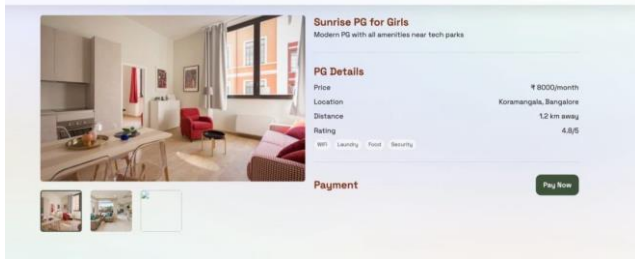 Sunrise PG for Girls
Modern PG with all amenities near tech parks
PG Details
Price ₹ 8000/month
Location Koramangala, Bangalore
Distance 1.2 km away
Rating 4.8/5
WiFi Laundry Food Security
Payment Pay Now